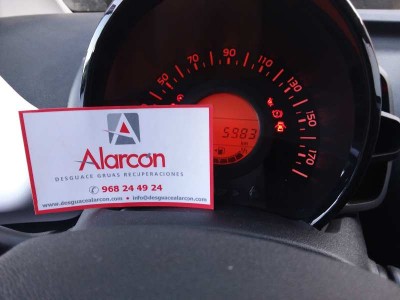 50 70 90 110 130 150 170
5983
Alarcon
DESGUACE GRUAS RECUPERACIONES
968 24 49 24
www.desguacealarcon.com • info@desguacealarcon.com